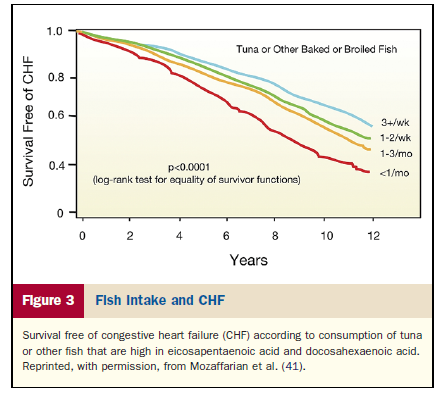 Survival Free of CHF
1.0
0.8
0.6
0.4
0
Tuna or Other Baked or Broiled Fish
3+/wk
1-2/wk
1-3/mo
<1/mo
p<0.0001
(log-rank test for equality of survivor functions)
0 2 4 6 8 10 12
Years
Figure 3 Fish Intake and CHF
Survival free of congestive heart failure (CHF) according to consumption of tuna
or other fish that are high in eicosapentaenoic acid and docosahexaenoic acid.
Reprinted, with permission, from Mozaffarian et al. (41).